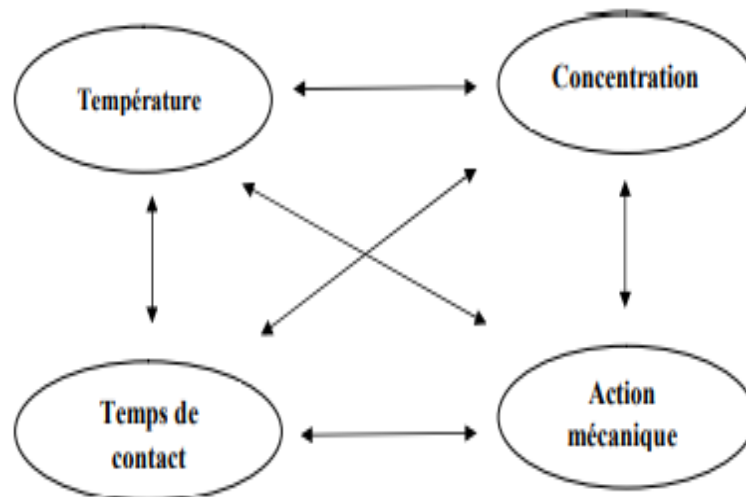 Température
Concentration
Temps de
contact
Action
mécanique